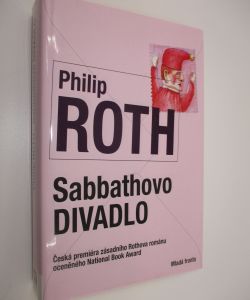 Philip
ROTH
Sabbathovo
DIVADLO
Česká premiéra zásadního Rothova románu
oceněného National Book Award
Mladá fronta